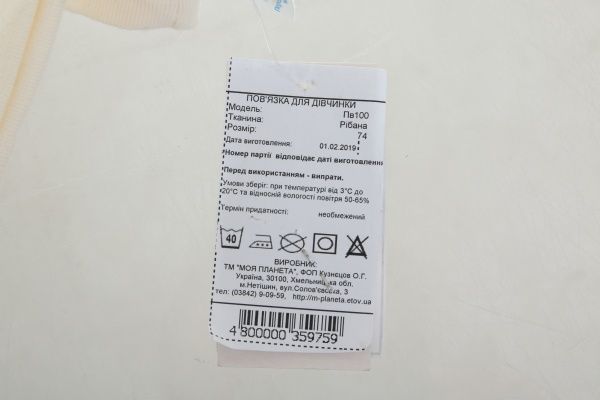 ПОВ'ЯЗКА ДЛЯ ДІВЧИНКИ
Модель: Пв100
Тканина: Рібана
Розмір: 74
Дата виготовлення: 01.02.2019
Номер партії відповідає даті виготовлення
Перед використанням - випрати.
Умови зберіг: при температурі від 3°С до
20°С та відносній вологості повітря 50-65%
Термін придатності: необмежений
40
ВИРОБНИК:
ТМ "МОЯ ПЛАНЕТА", ФОП Кузнєцов О.Г.
Україна, 30100, Хмельницька обл.
м.Нетішин, вул.Солов'євська, 3
тел. (03842) 9-09-59, http://m-planeta.etov.ua
4 800000 359759